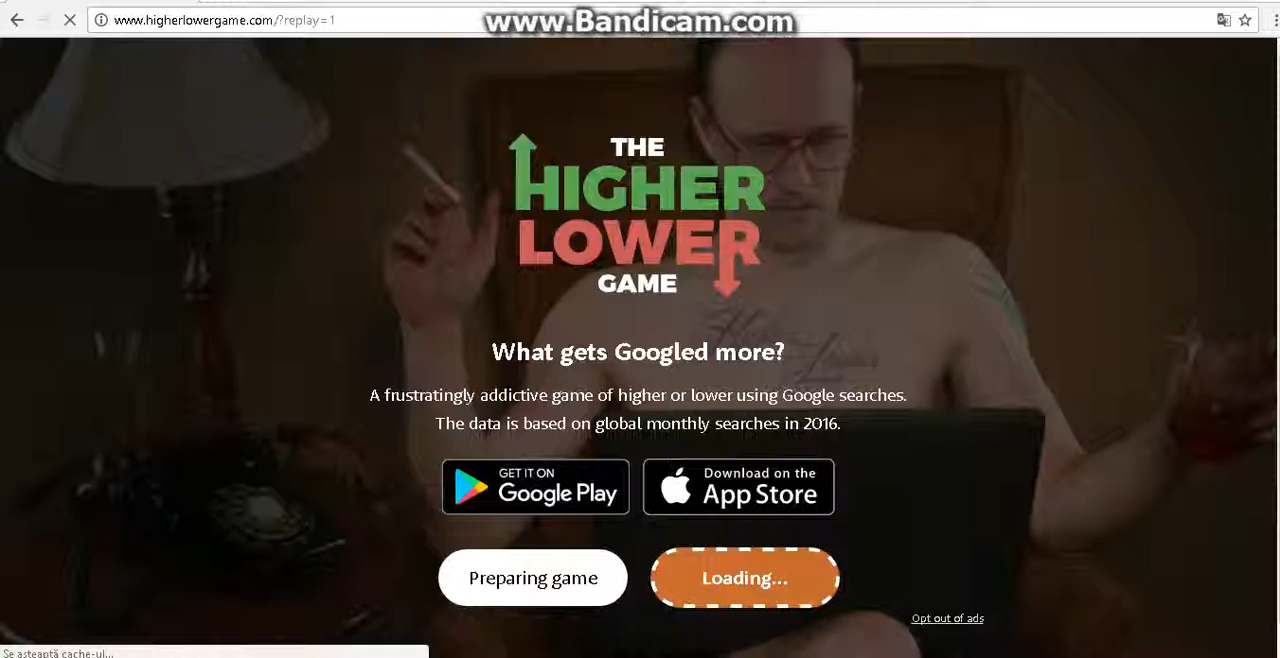 www.higherlowergame.com/?replay=1
www.Bandicam.com
THE
HIGHER
LOWER
GAME
What gets Googled more?
A frustratingly addictive game of higher or lower using Google searches.
The data is based on global monthly searches in 2016.
GET IT ON
Google Play
Download on the
App Store
Preparing game
Loading...
Opt out of ads
Se așteaptă cache-ul...